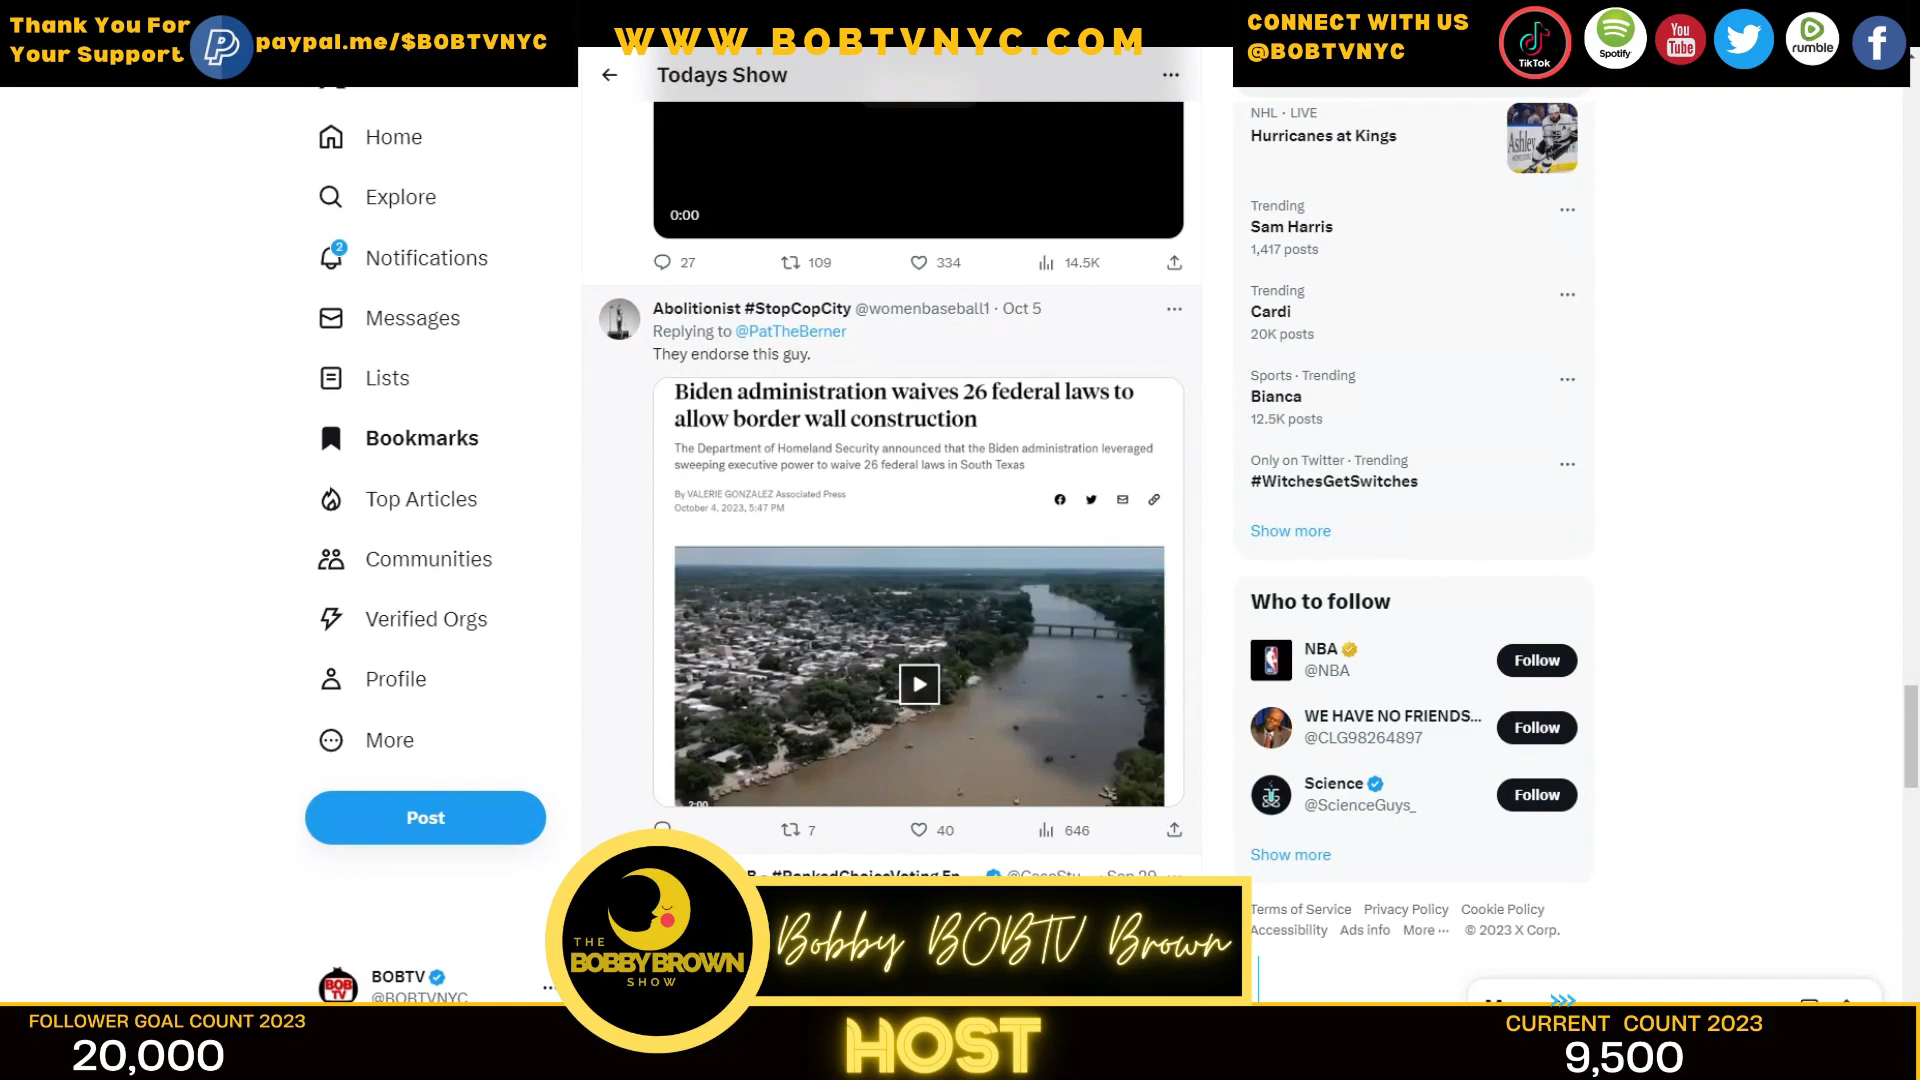 Thank You For
Your Support
paypal.me/$BOBTVNYC
WWW.BOBTVNYC.COM
CONNECT WITH US
@BOBTVNYC
TikTok
Spotify
You
Tube
rumble
Todays Show
Home
Explore
Notifications
2
Messages
Lists
Bookmarks
Top Articles
Communities
Verified Orgs
Profile
More
Post
BOBTV
@BOBTVNYC
0:00
27
109
334
14.5K
Abolitionist #StopCopCity @womenbaseball1 · Oct 5
Replying to @PatTheBerner
They endorse this guy.
Biden administration waives 26 federal laws to
allow border wall construction
The Department of Homeland Security announced that the Biden administration leveraged
sweeping executive power to waive 26 federal laws in South Texas
By VALERIE GONZALEZ Associated Press
October 4, 2023, 5:47 PM
2:00
7
40
646
NHL · LIVE
Hurricanes at Kings
Ashley
Trending
Sam Harris
1,417 posts
Trending
Cardi
20K posts
Sports · Trending
Bianca
12.5K posts
Only on Twitter · Trending
#WitchesGetSwitches
Show more
Who to follow
NBA
@NBA
Follow
WE HAVE NO FRIENDS...
@CLG98264897
Follow
Science
@ScienceGuys_
Follow
Show more
Terms of Service Privacy Policy Cookie Policy
Accessibility Ads info More ··· © 2023 X Corp.
THE
BOBBY BROWN
SHOW
Bobby BOBTV Brown
HOST
FOLLOWER GOAL COUNT 2023
20,000
CURRENT COUNT 2023
9,500